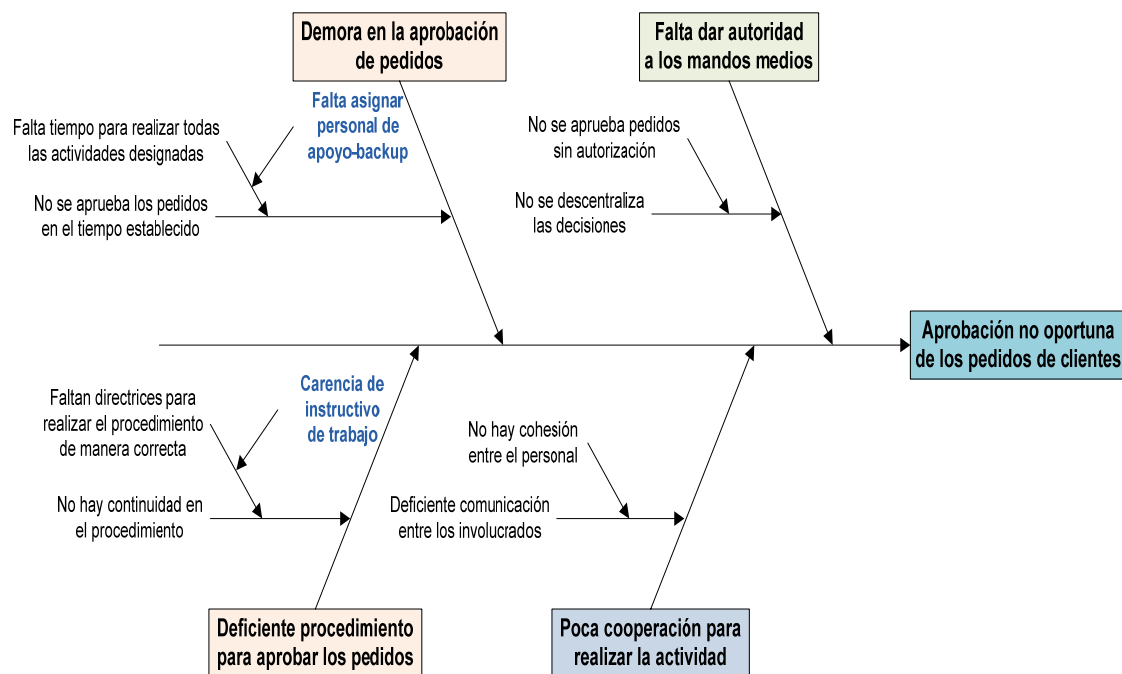 Demora en la aprobación
de pedidos
Falta dar autoridad
a los mandos medios
Falta asignar
personal de
apoyo-backup
Falta tiempo para realizar todas
las actividades designadas
No se aprueba los pedidos
en el tiempo establecido
No se aprueba pedidos
sin autorización
No se descentraliza
las decisiones
Aprobación no oportuna
de los pedidos de clientes
Carencia de
instructivo
de trabajo
Faltan directrices para
realizar el procedimiento
de manera correcta
No hay continuidad en
el procedimiento
No hay cohesión
entre el personal
Deficiente comunicación
entre los involucrados
Deficiente procedimiento
para aprobar los pedidos
Poca cooperación para
realizar la actividad